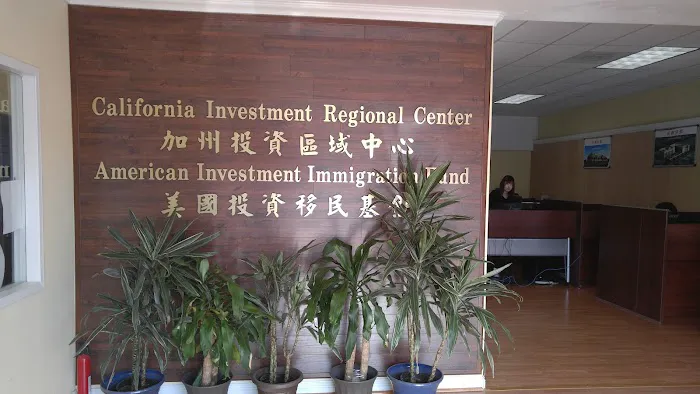 California Investment Regional Center
加州投資區域中心
American Investment Immigration Fund
美國投資移民基